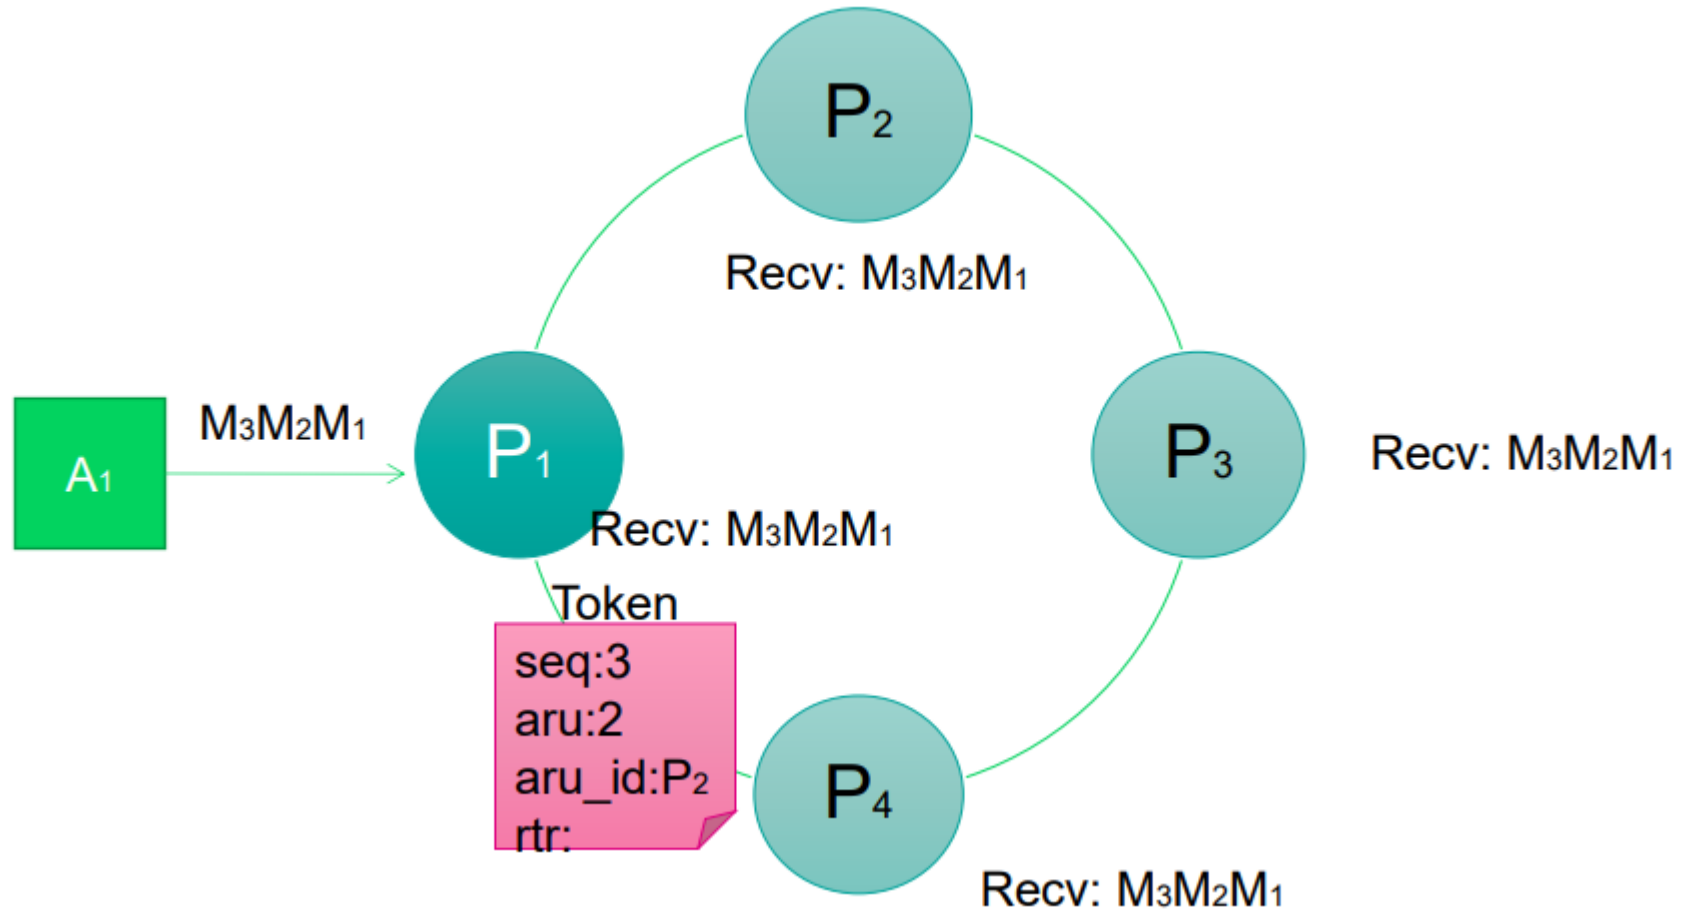 P₂
Recv: M₃M₂M₁
M₃M₂M₁
A₁
P₁
P₃
Recv: M₃M₂M₁
Recv: M₃M₂M₁
Token
seq:3
aru:2
aru_id:P₂
rtr:
P₄
Recv: M₃M₂M₁